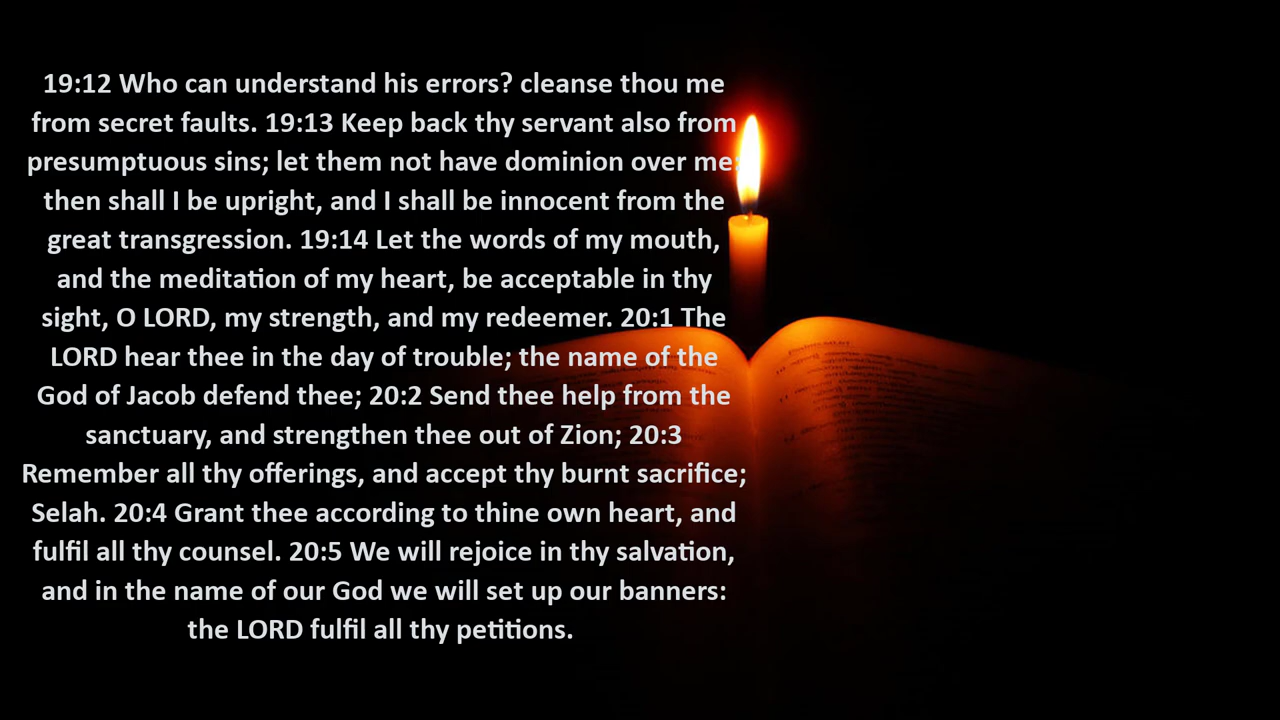 19:12 Who can understand his errors? cleanse thou me
from secret faults. 19:13 Keep back thy servant also from
presumptuous sins; let them not have dominion over me:
then shall I be upright, and I shall be innocent from the
great transgression. 19:14 Let the words of my mouth,
and the meditation of my heart, be acceptable in thy
sight, O LORD, my strength, and my redeemer. 20:1 The
LORD hear thee in the day of trouble; the name of the
God of Jacob defend thee; 20:2 Send thee help from the
sanctuary, and strengthen thee out of Zion; 20:3
Remember all thy offerings, and accept thy burnt sacrifice;
Selah. 20:4 Grant thee according to thine own heart, and
fulfil all thy counsel. 20:5 We will rejoice in thy salvation,
and in the name of our God we will set up our banners:
the LORD fulfil all thy petitions.